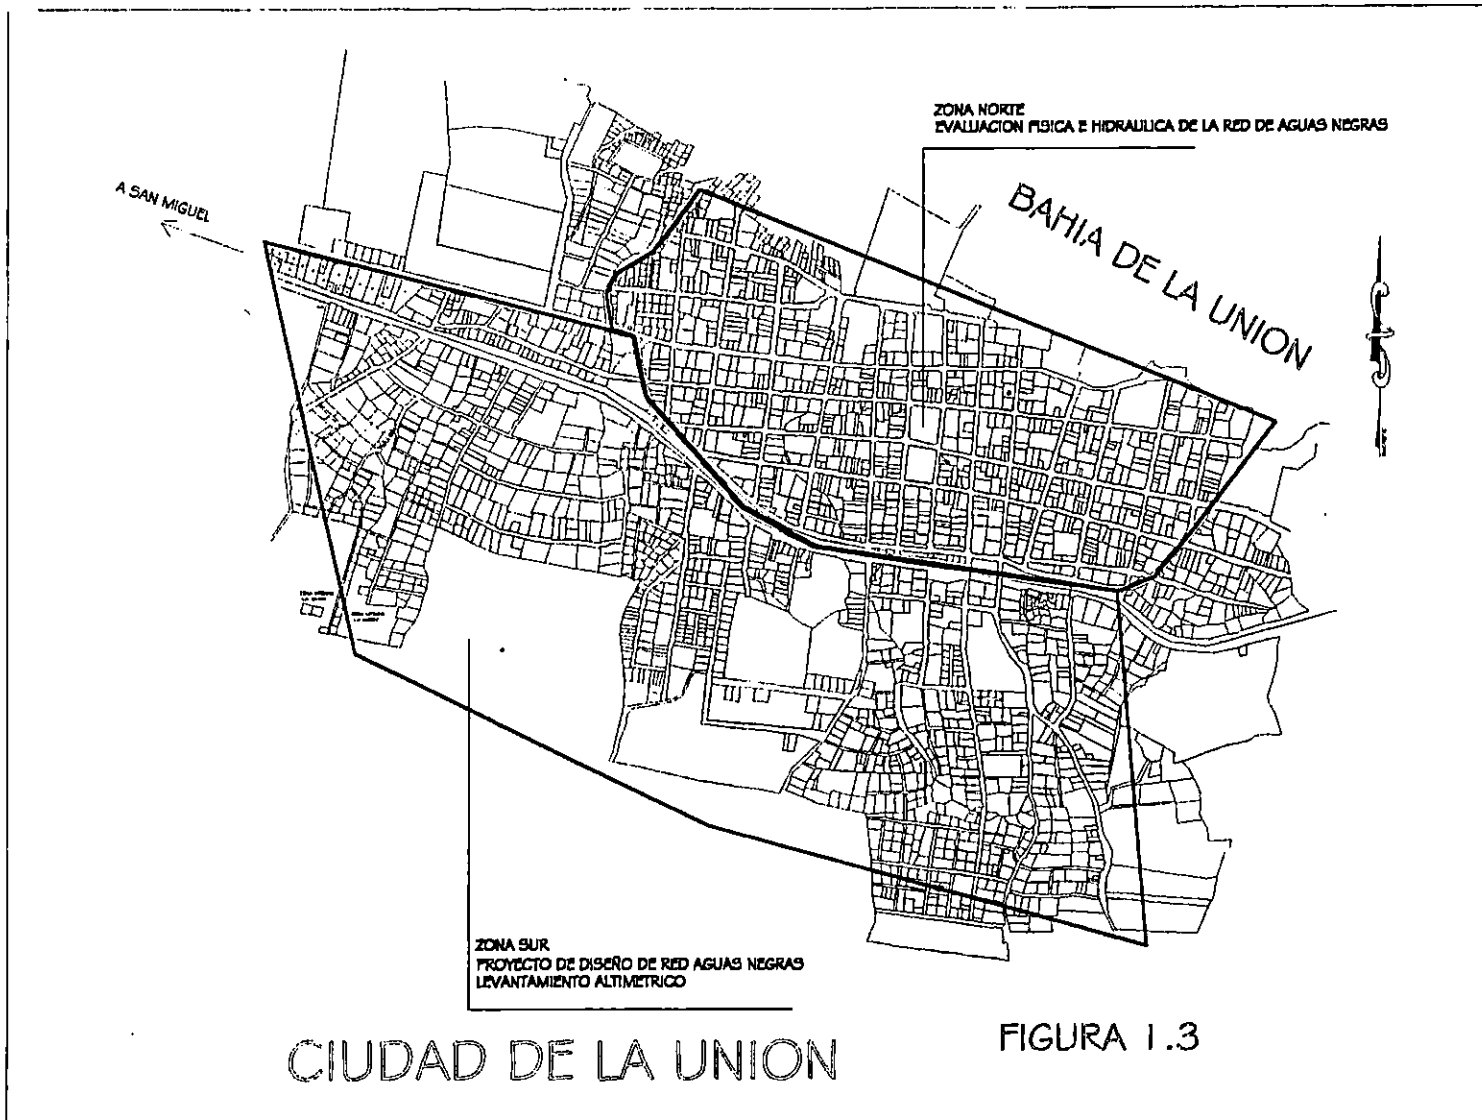 ZONA NORTE
EVALUACION FISICA E HIDRAULICA DE LA RED DE AGUAS NEGRAS
A SAN MIGUEL
BAHIA DE LA UNION
ZONA SUR
PROYECTO DE DISEÑO DE RED AGUAS NEGRAS
LEVANTAMIENTO ALTIMETRICO
CIUDAD DE LA UNION
FIGURA 1.3